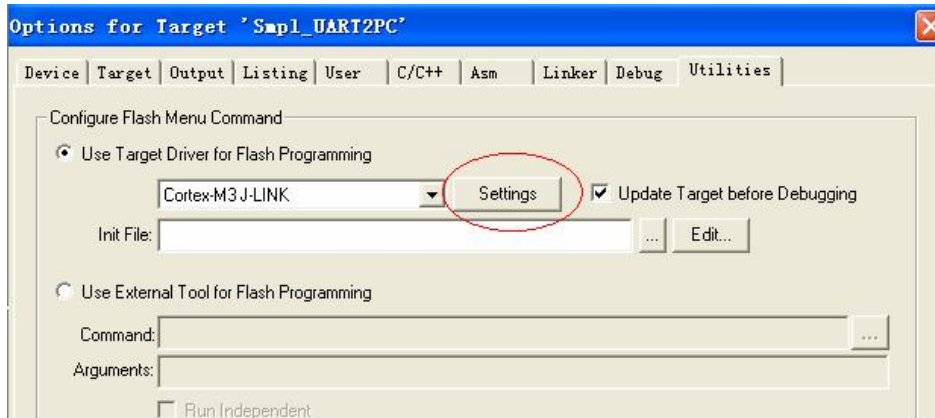 Options for Target 'Smpl_UART2PC'
Device Target Output Listing User C/C++ Asm Linker Debug Utilities
Configure Flash Menu Command
Use Target Driver for Flash Programming
Cortex-M3 J-LINK Settings Update Target before Debugging
Init File: ... Edit...
Use External Tool for Flash Programming
Command: ...
Arguments:
Run Independent